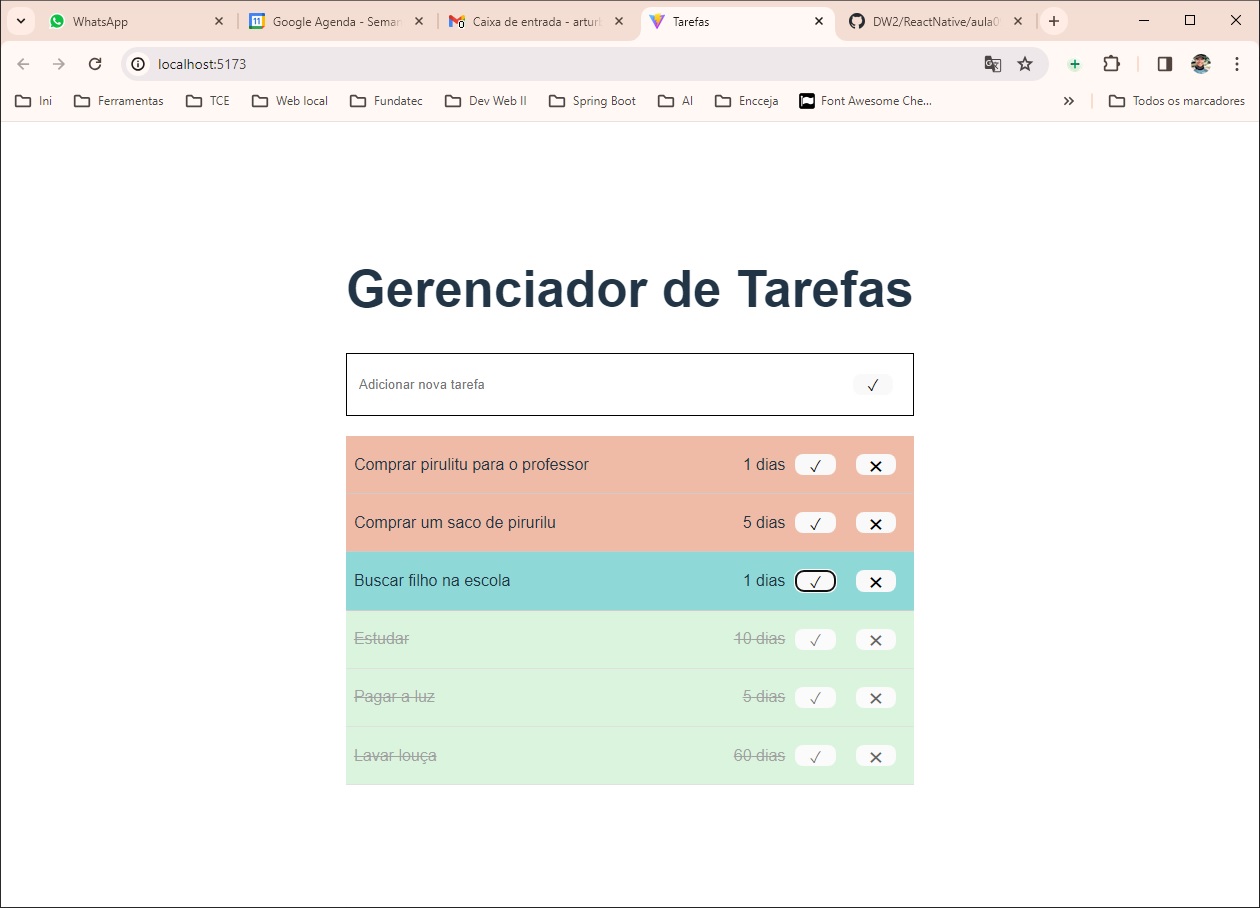 WhatsApp
Google Agenda - Seman
Caixa de entrada - arturb
Tarefas
DW2/ReactNative/aula0
localhost:5173
Ini
Ferramentas
TCE
Web local
Fundatec
Dev Web II
Spring Boot
AI
Encceja
Font Awesome Che...
Todos os marcadores
Gerenciador de Tarefas
Adicionar nova tarefa ✓
Comprar pirulitu para o professor 1 dias ✓ ✕
Comprar um saco de pirurilu 5 dias ✓ ✕
Buscar filho na escola 1 dias ✓ ✕
Estudar 10 dias ✓ ✕
Pagar a luz 5 dias ✓ ✕
Lavar louça 60 dias ✓ ✕